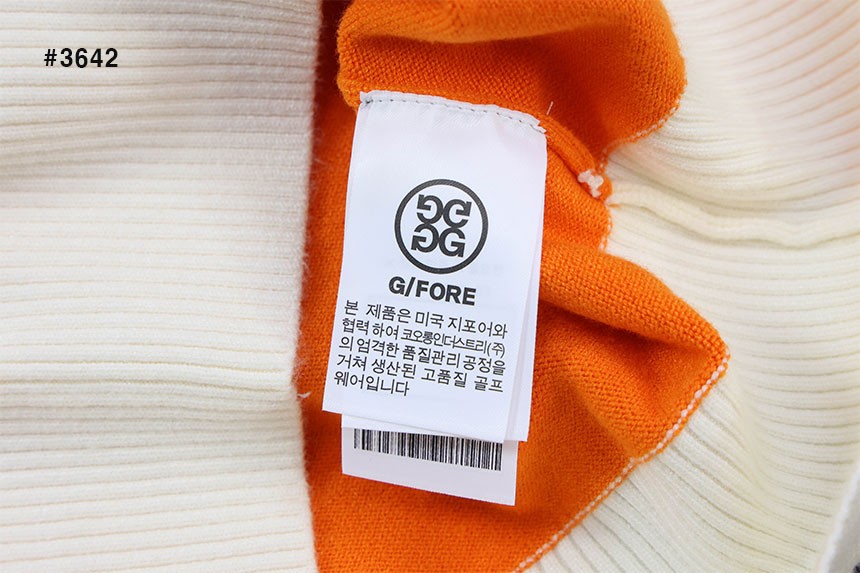 #3642
GG
GG
G/FORE
본 제품은 미국 지포어와
협력 하여 코오롱인더스트리(주)
의 엄격한 품질관리 공정을
거쳐 생산된 고품질 골프
웨어입니다